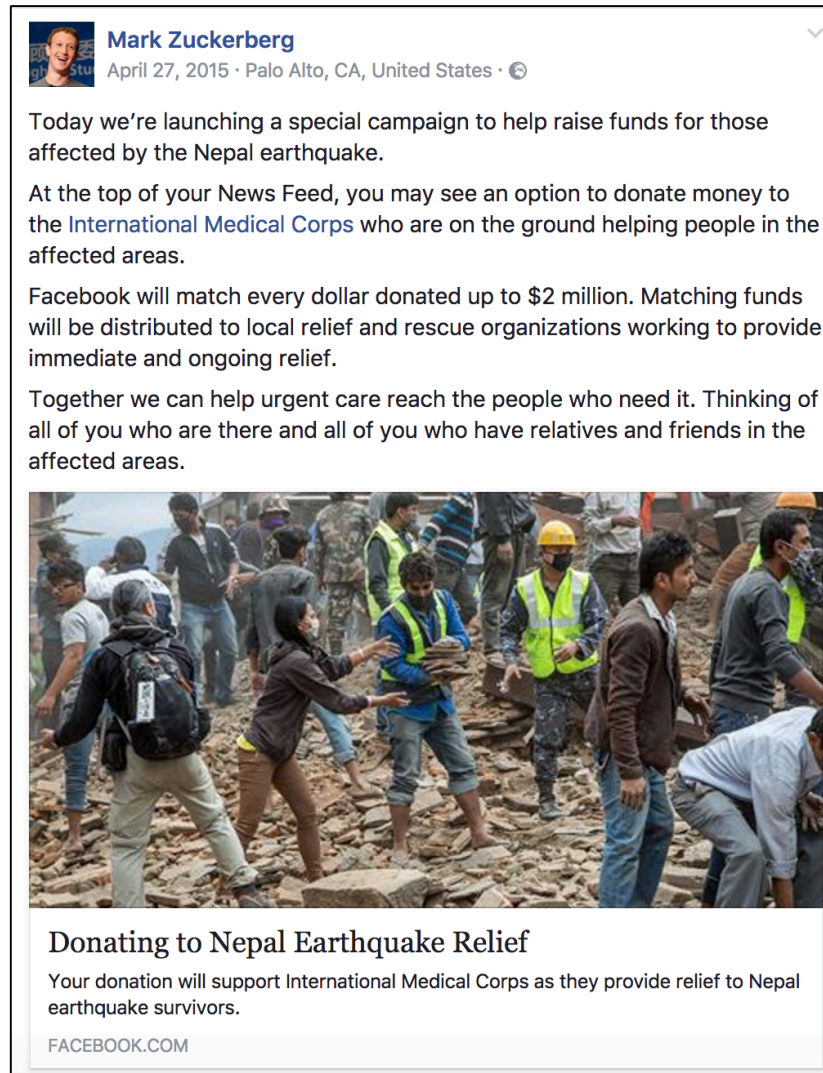 Mark Zuckerberg
April 27, 2015 · Palo Alto, CA, United States ·
Today we’re launching a special campaign to help raise funds for those
affected by the Nepal earthquake.
At the top of your News Feed, you may see an option to donate money to
the International Medical Corps who are on the ground helping people in the
affected areas.
Facebook will match every dollar donated up to $2 million. Matching funds
will be distributed to local relief and rescue organizations working to provide
immediate and ongoing relief.
Together we can help urgent care reach the people who need it. Thinking of
all of you who are there and all of you who have relatives and friends in the
affected areas.
Donating to Nepal Earthquake Relief
Your donation will support International Medical Corps as they provide relief to Nepal
earthquake survivors.
FACEBOOK.COM